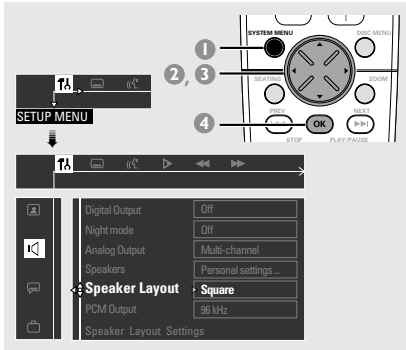 SYSTEM MENU
DISC MENU
1
2, 3
SEATING
ZOOM
4
PREV
NEXT
OK
STOP
PLAY/PAUSE
SETUP MENU
Digital Output
Off
Night mode
Off
Analog Output
Multi-channel
Speakers
Personal settings ...
Speaker Layout
Square
PCM Output
96 kHz
Speaker Layout Settings